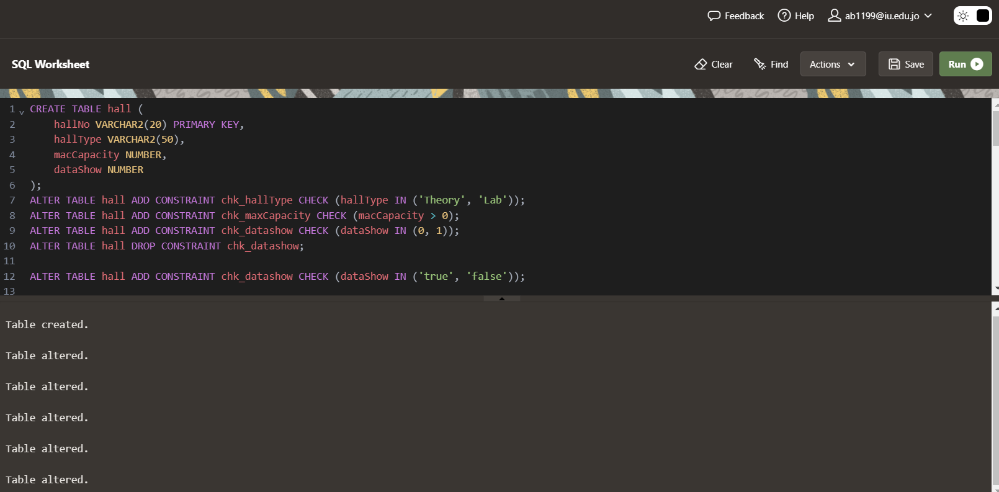 Feedback Help ab1199@iu.edu.jo
SQL Worksheet Clear Find Actions Save Run
1 CREATE TABLE hall (
2 hallNo VARCHAR2(20) PRIMARY KEY,
3 hallType VARCHAR2(50),
4 macCapacity NUMBER,
5 dataShow NUMBER
6 );
7 ALTER TABLE hall ADD CONSTRAINT chk_hallType CHECK (hallType IN ('Theory', 'Lab'));
8 ALTER TABLE hall ADD CONSTRAINT chk_maxCapacity CHECK (macCapacity > 0);
9 ALTER TABLE hall ADD CONSTRAINT chk_datashow CHECK (dataShow IN (0, 1));
10 ALTER TABLE hall DROP CONSTRAINT chk_datashow;
11
12 ALTER TABLE hall ADD CONSTRAINT chk_datashow CHECK (dataShow IN ('true', 'false'));
13
Table created.
Table altered.
Table altered.
Table altered.
Table altered.
Table altered.